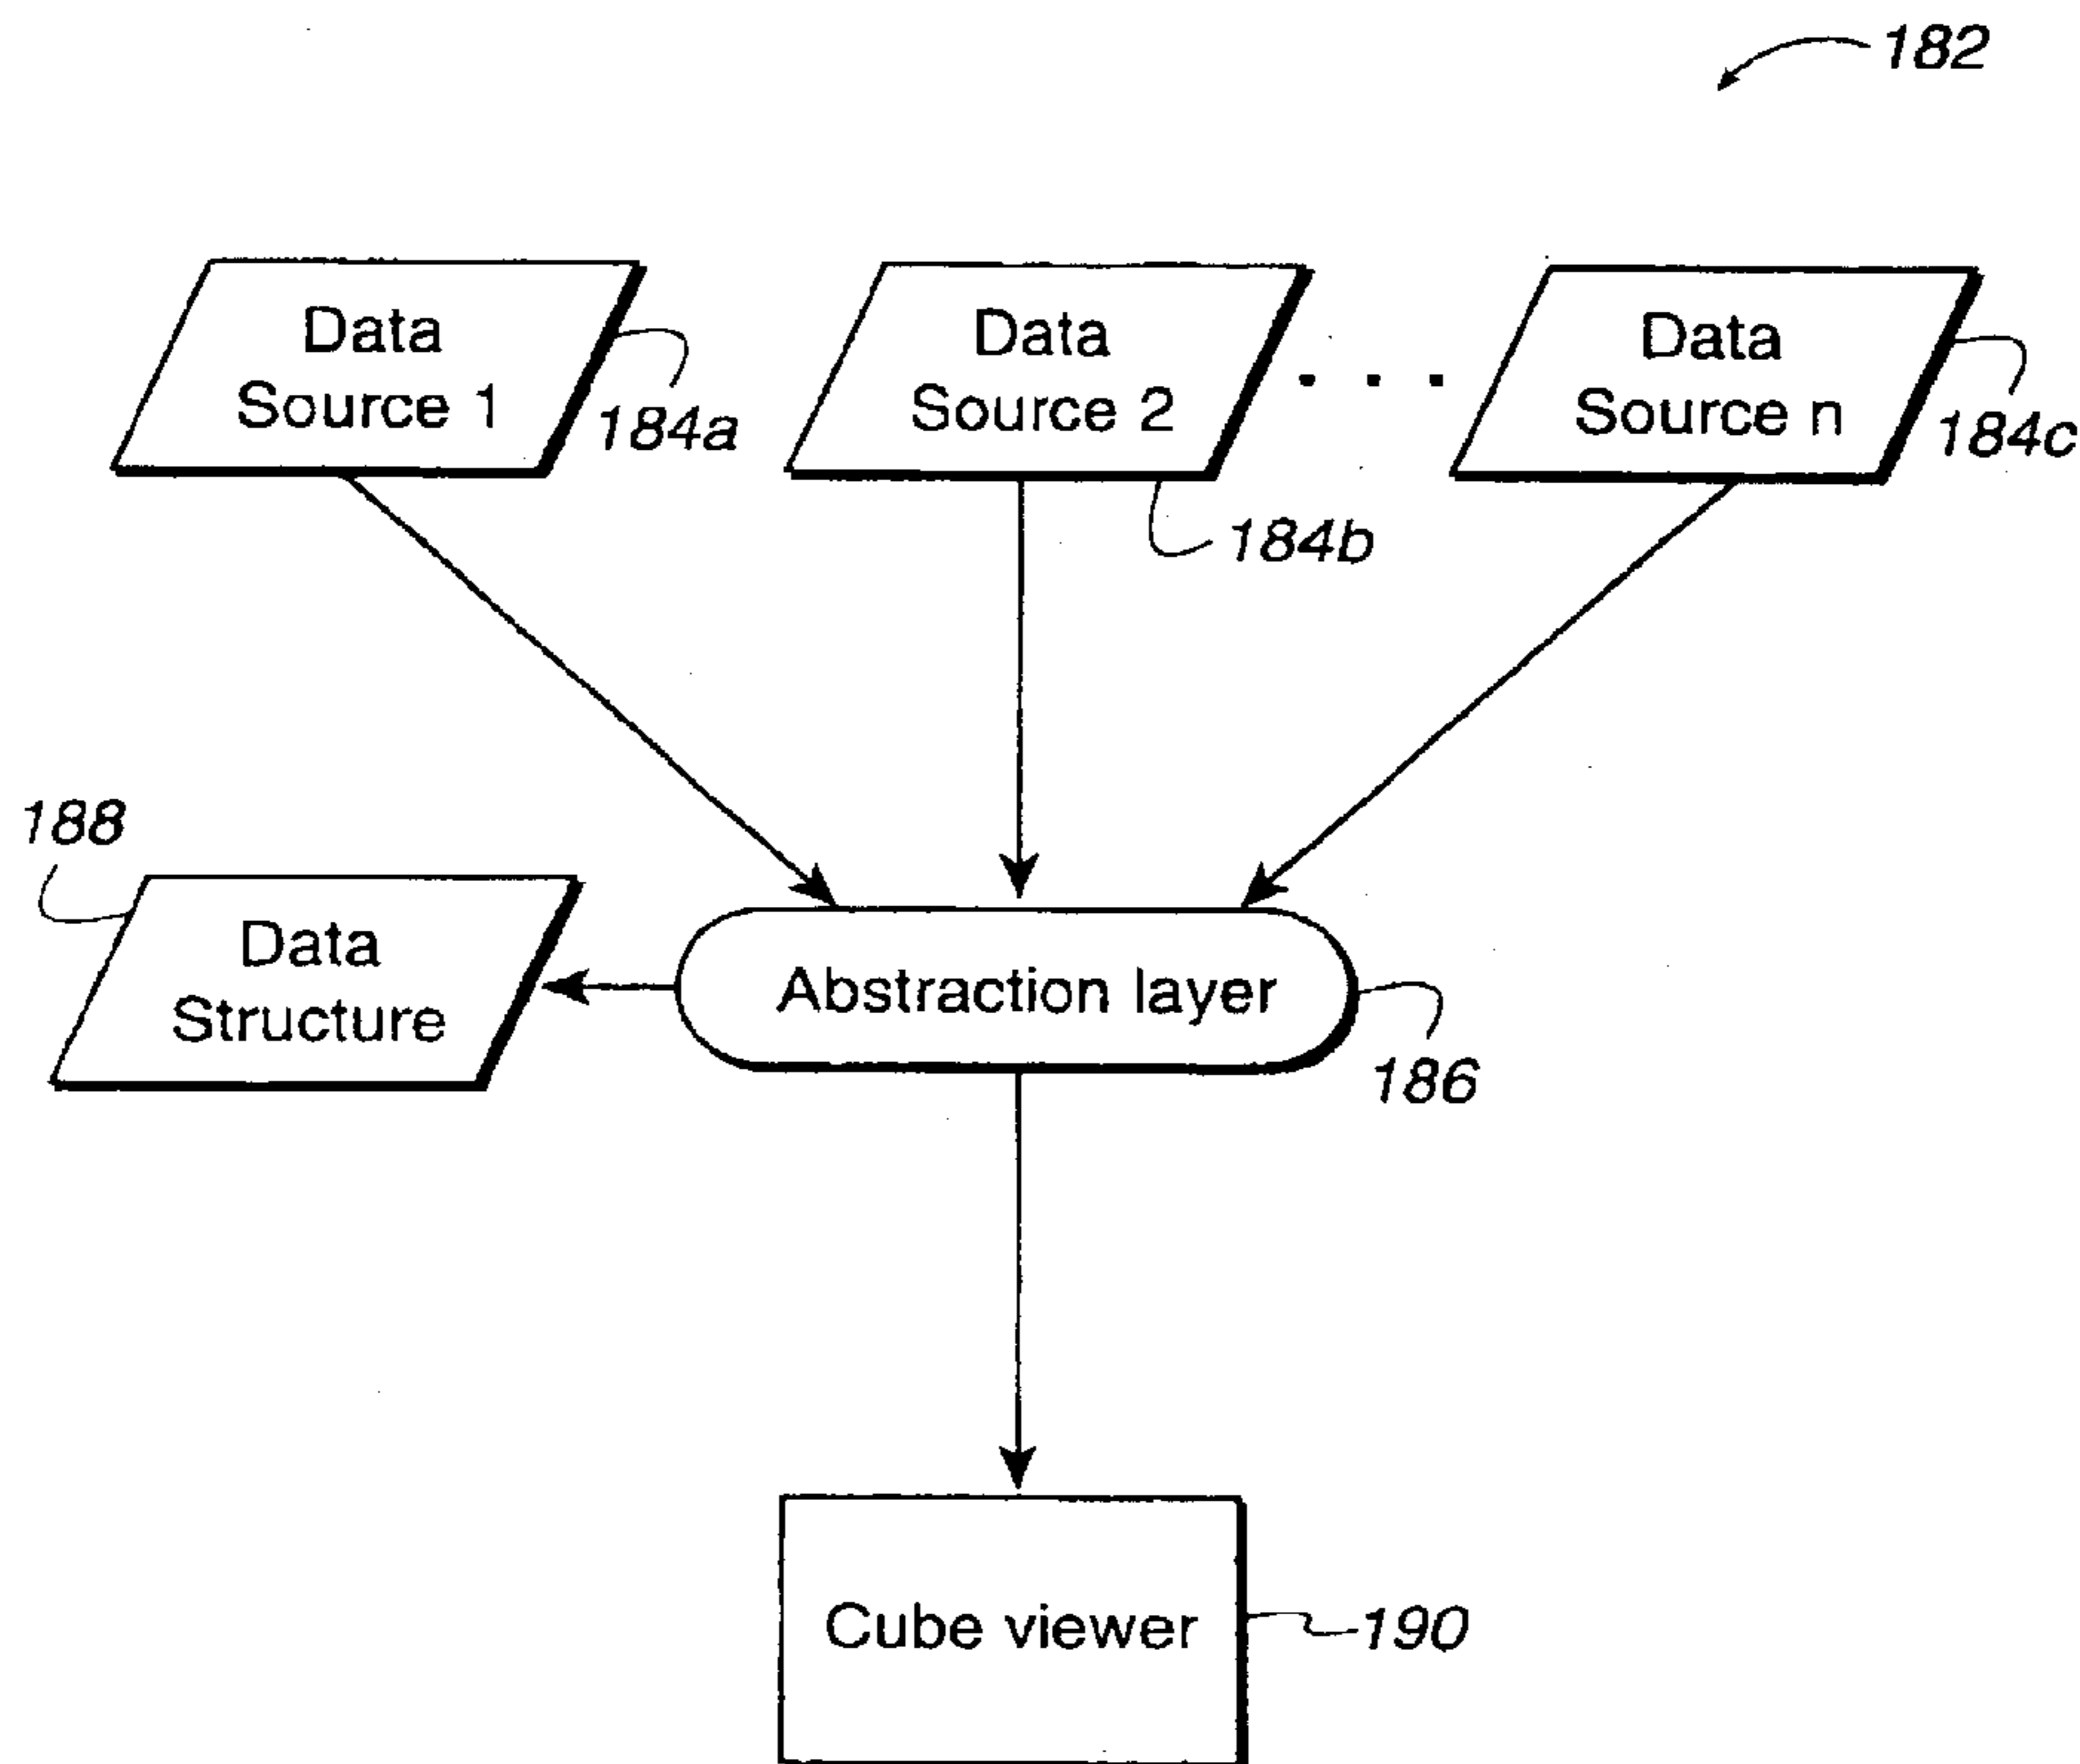 182
Data
Source 1
184a
Data
Source 2
184b
. . .
Data
Source n
184c
188
Data
Structure
Abstraction layer
186
Cube viewer
190